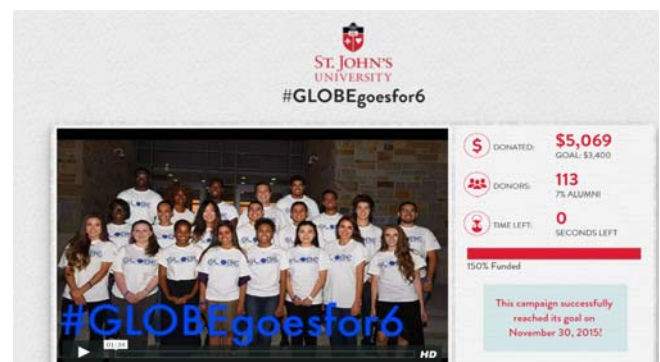 ST. JOHN'S
UNIVERSITY
#GLOBEgoesfor6
DONATED:
$5,069
GOAL: $3,400
DONORS:
113
7% ALUMNI
TIME LEFT:
0
SECONDS LEFT
150% Funded
This campaign successfully
reached its goal on
November 30, 2015!
#GLOBEgoesfor6
01:34
HD